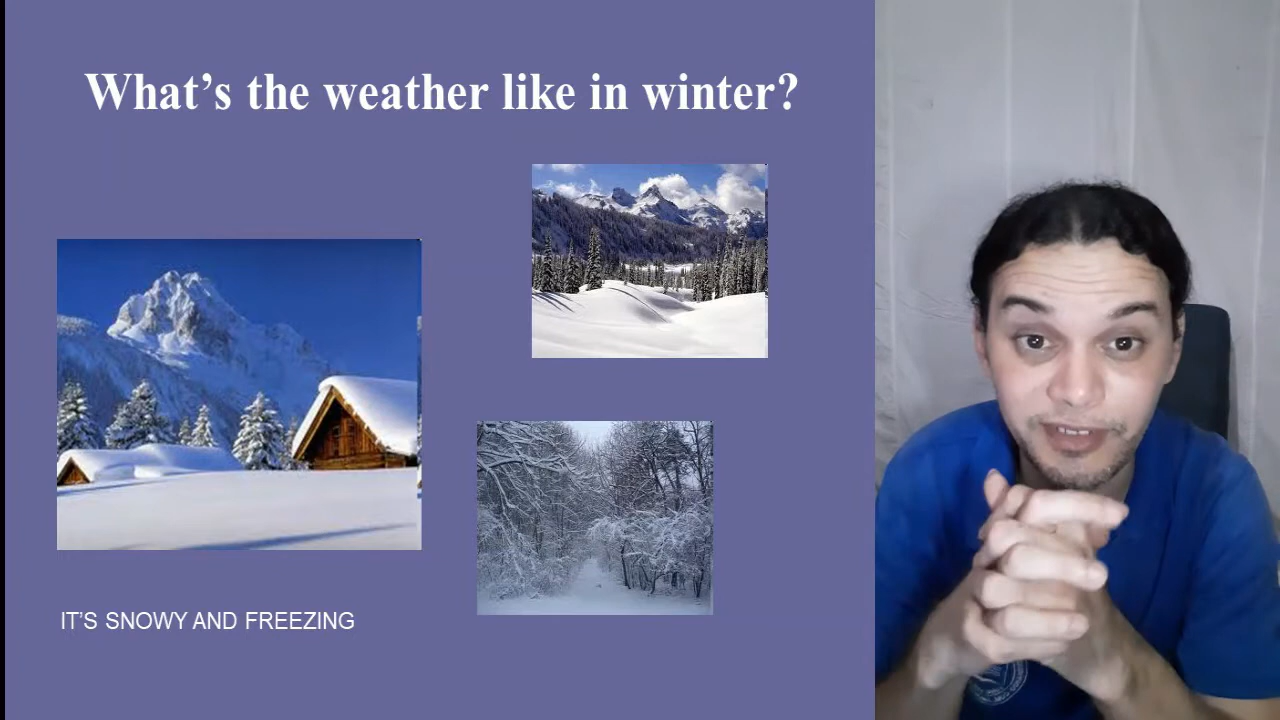 What’s the weather like in winter?
IT’S SNOWY AND FREEZING